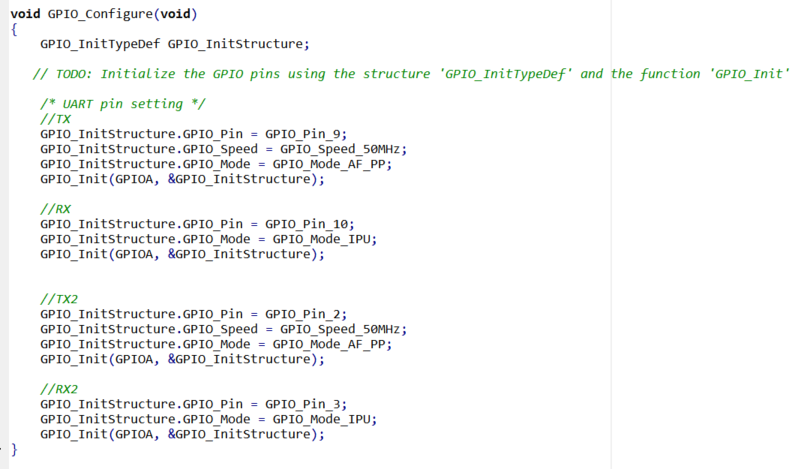 void GPIO_Configure(void)
{
    GPIO_InitTypeDef GPIO_InitStructure;

   // TODO: Initialize the GPIO pins using the structure 'GPIO_InitTypeDef' and the function 'GPIO_Init'

    /* UART pin setting */
    //TX
    GPIO_InitStructure.GPIO_Pin = GPIO_Pin_9;
    GPIO_InitStructure.GPIO_Speed = GPIO_Speed_50MHz;
    GPIO_InitStructure.GPIO_Mode = GPIO_Mode_AF_PP;
    GPIO_Init(GPIOA, &GPIO_InitStructure);

    //RX
    GPIO_InitStructure.GPIO_Pin = GPIO_Pin_10;
    GPIO_InitStructure.GPIO_Mode = GPIO_Mode_IPU;
    GPIO_Init(GPIOA, &GPIO_InitStructure);


    //TX2
    GPIO_InitStructure.GPIO_Pin = GPIO_Pin_2;
    GPIO_InitStructure.GPIO_Speed = GPIO_Speed_50MHz;
    GPIO_InitStructure.GPIO_Mode = GPIO_Mode_AF_PP;
    GPIO_Init(GPIOA, &GPIO_InitStructure);

    //RX2
    GPIO_InitStructure.GPIO_Pin = GPIO_Pin_3;
    GPIO_InitStructure.GPIO_Mode = GPIO_Mode_IPU;
    GPIO_Init(GPIOA, &GPIO_InitStructure);
}